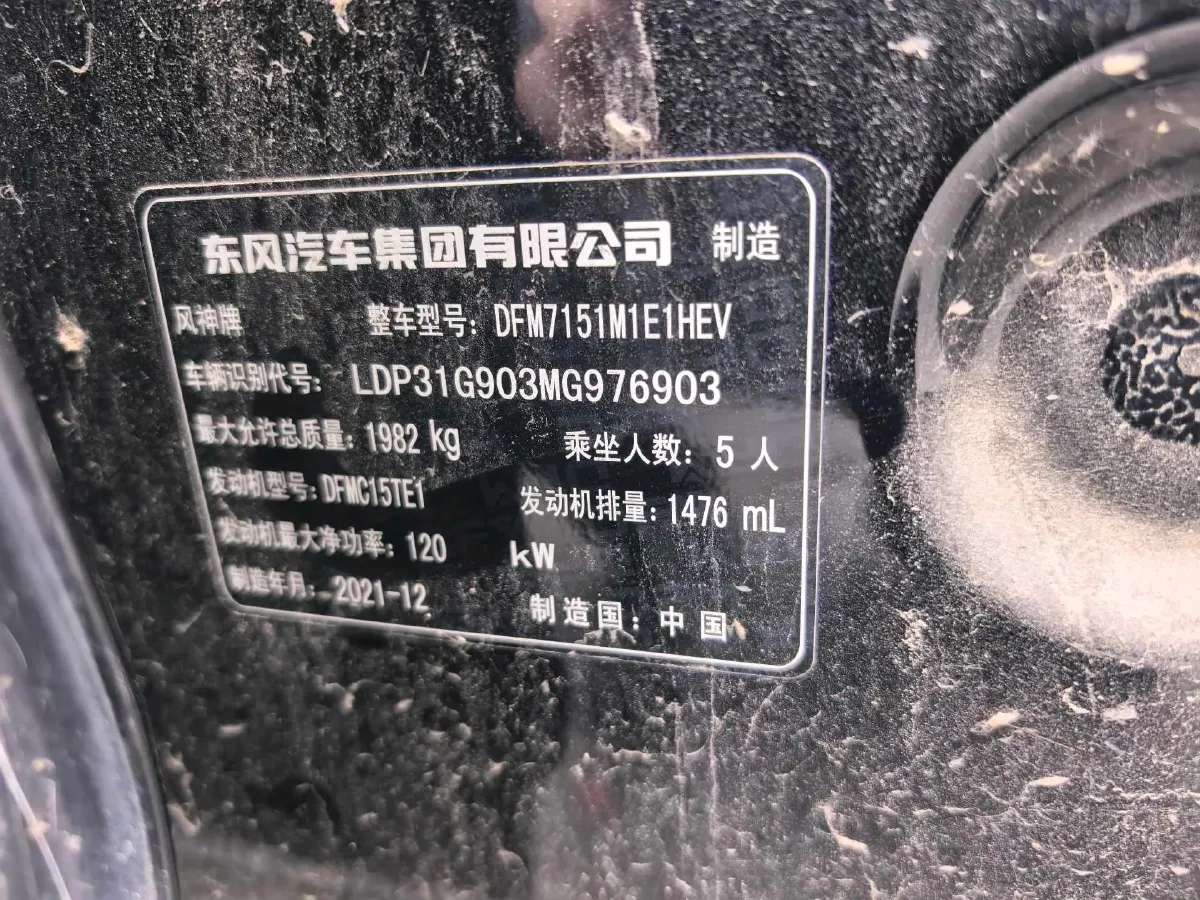 东风汽车集团有限公司 制造
风神牌 整车型号：DFM7151M1E1HEV
车辆识别代号：LDP31G903MG976903
最大允许总质量：1982 kg 乘坐人数：5 人
发动机型号：DFMC15TE1 发动机排量：1476 mL
发动机最大净功率：120 kW
制造年月：2021-12 制造国：中国